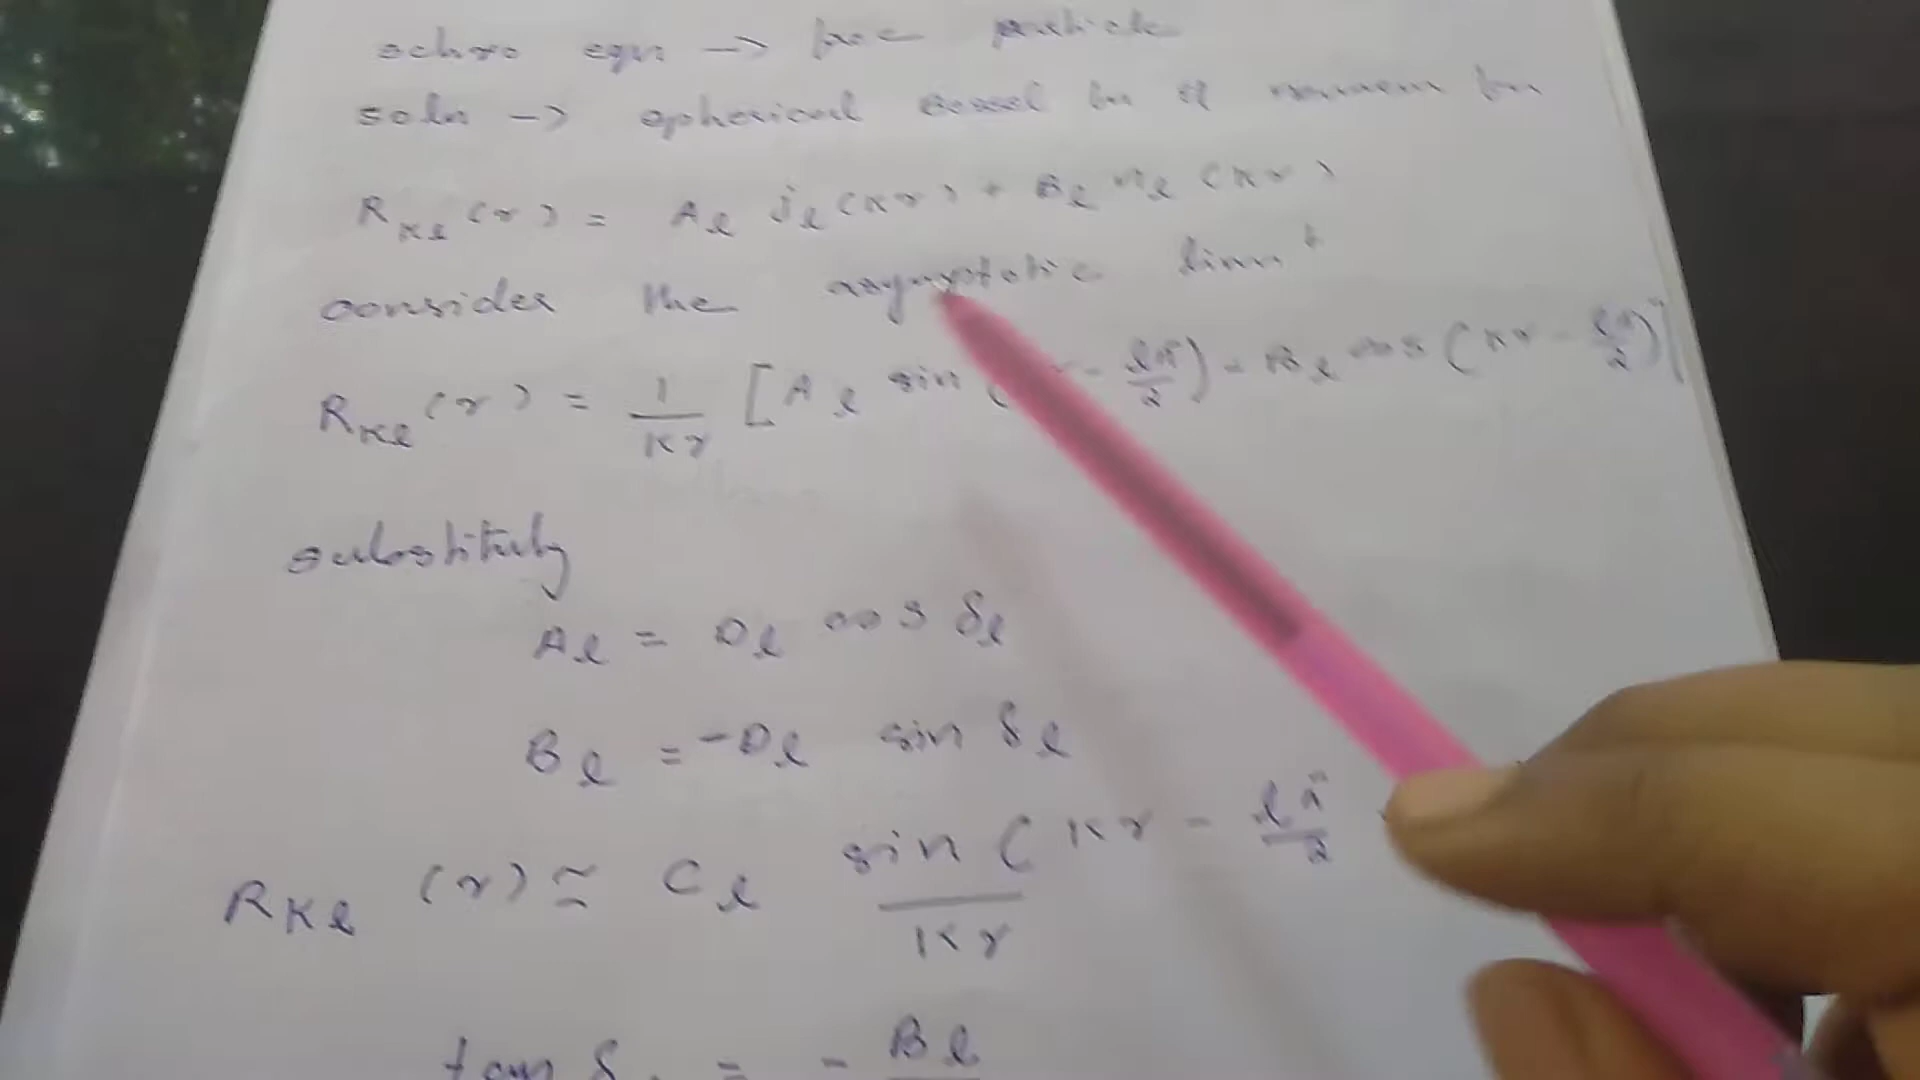 schro eqn -> free particle
soln -> spherical Bessel fn & neumann fn
R_Kl (r) = A_l j_l (Kr) + B_l n_l (Kr)
consider the asymptotic limit
R_Kl (r) = 1/Kr [A_l sin ( r - lπ/2) - B_l cos (Kr - lπ/2)]
substituting
A_l = D_l cos δ_l
B_l = -D_l sin δ_l
R_Kl (r) ≃ C_l sin (Kr - lπ/2 / Kr
tan δ = - B_l